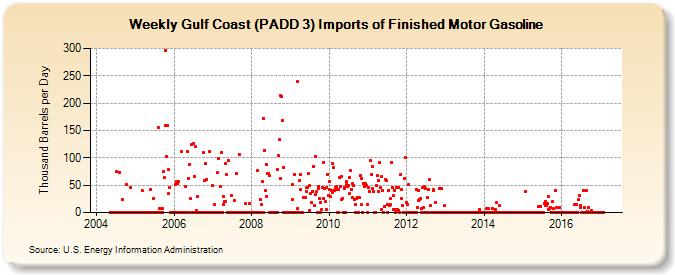 Weekly Gulf Coast (PADD 3) Imports of Finished Motor Gasoline
Thousand Barrels per Day
300
250
200
150
100
50
0
2004 2006 2008 2010 2012 2014 2016
Source: U.S. Energy Information Administration